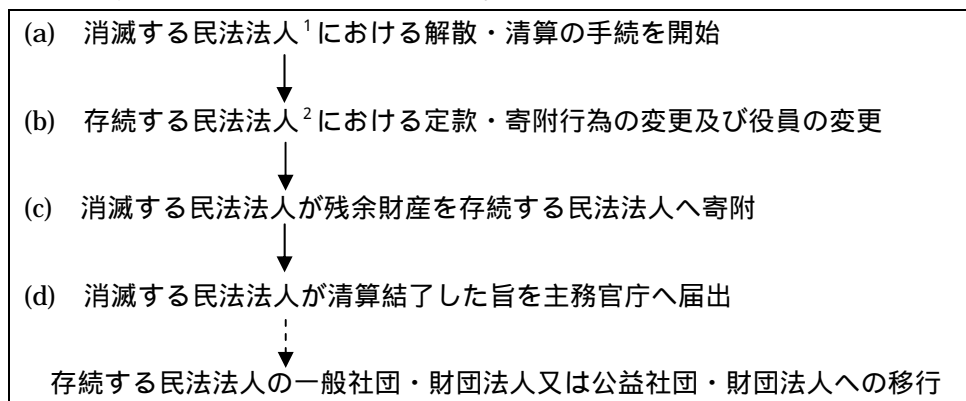 (a) 消滅する民法法人1における解散・清算の手続を開始
(b) 存続する民法法人2における定款・寄附行為の変更及び役員の変更
(c) 消滅する民法法人が残余財産を存続する民法法人へ寄附
(d) 消滅する民法法人が清算結了した旨を主務官庁へ届出
存続する民法法人の一般社団・財団法人又は公益社団・財団法人への移行